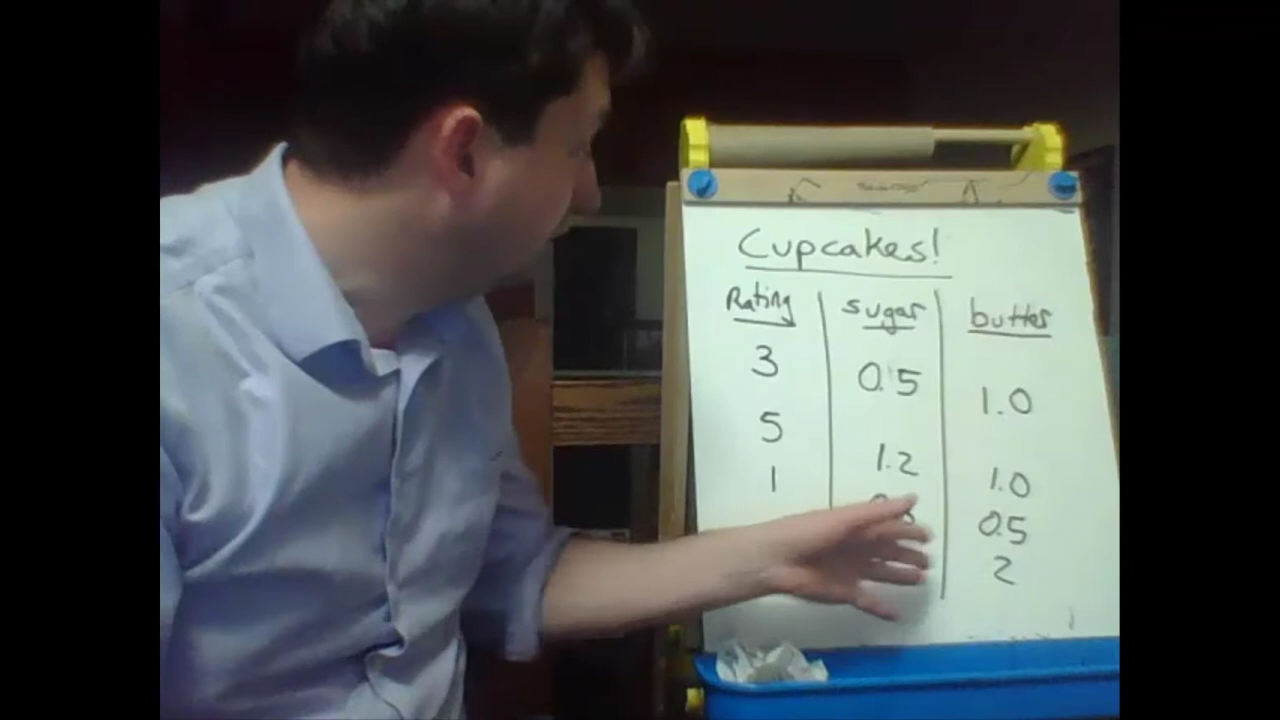 Cupcakes!
Rating sugar butter
3 0.5 1.0
5 1.2 1.0
1 0.5
2